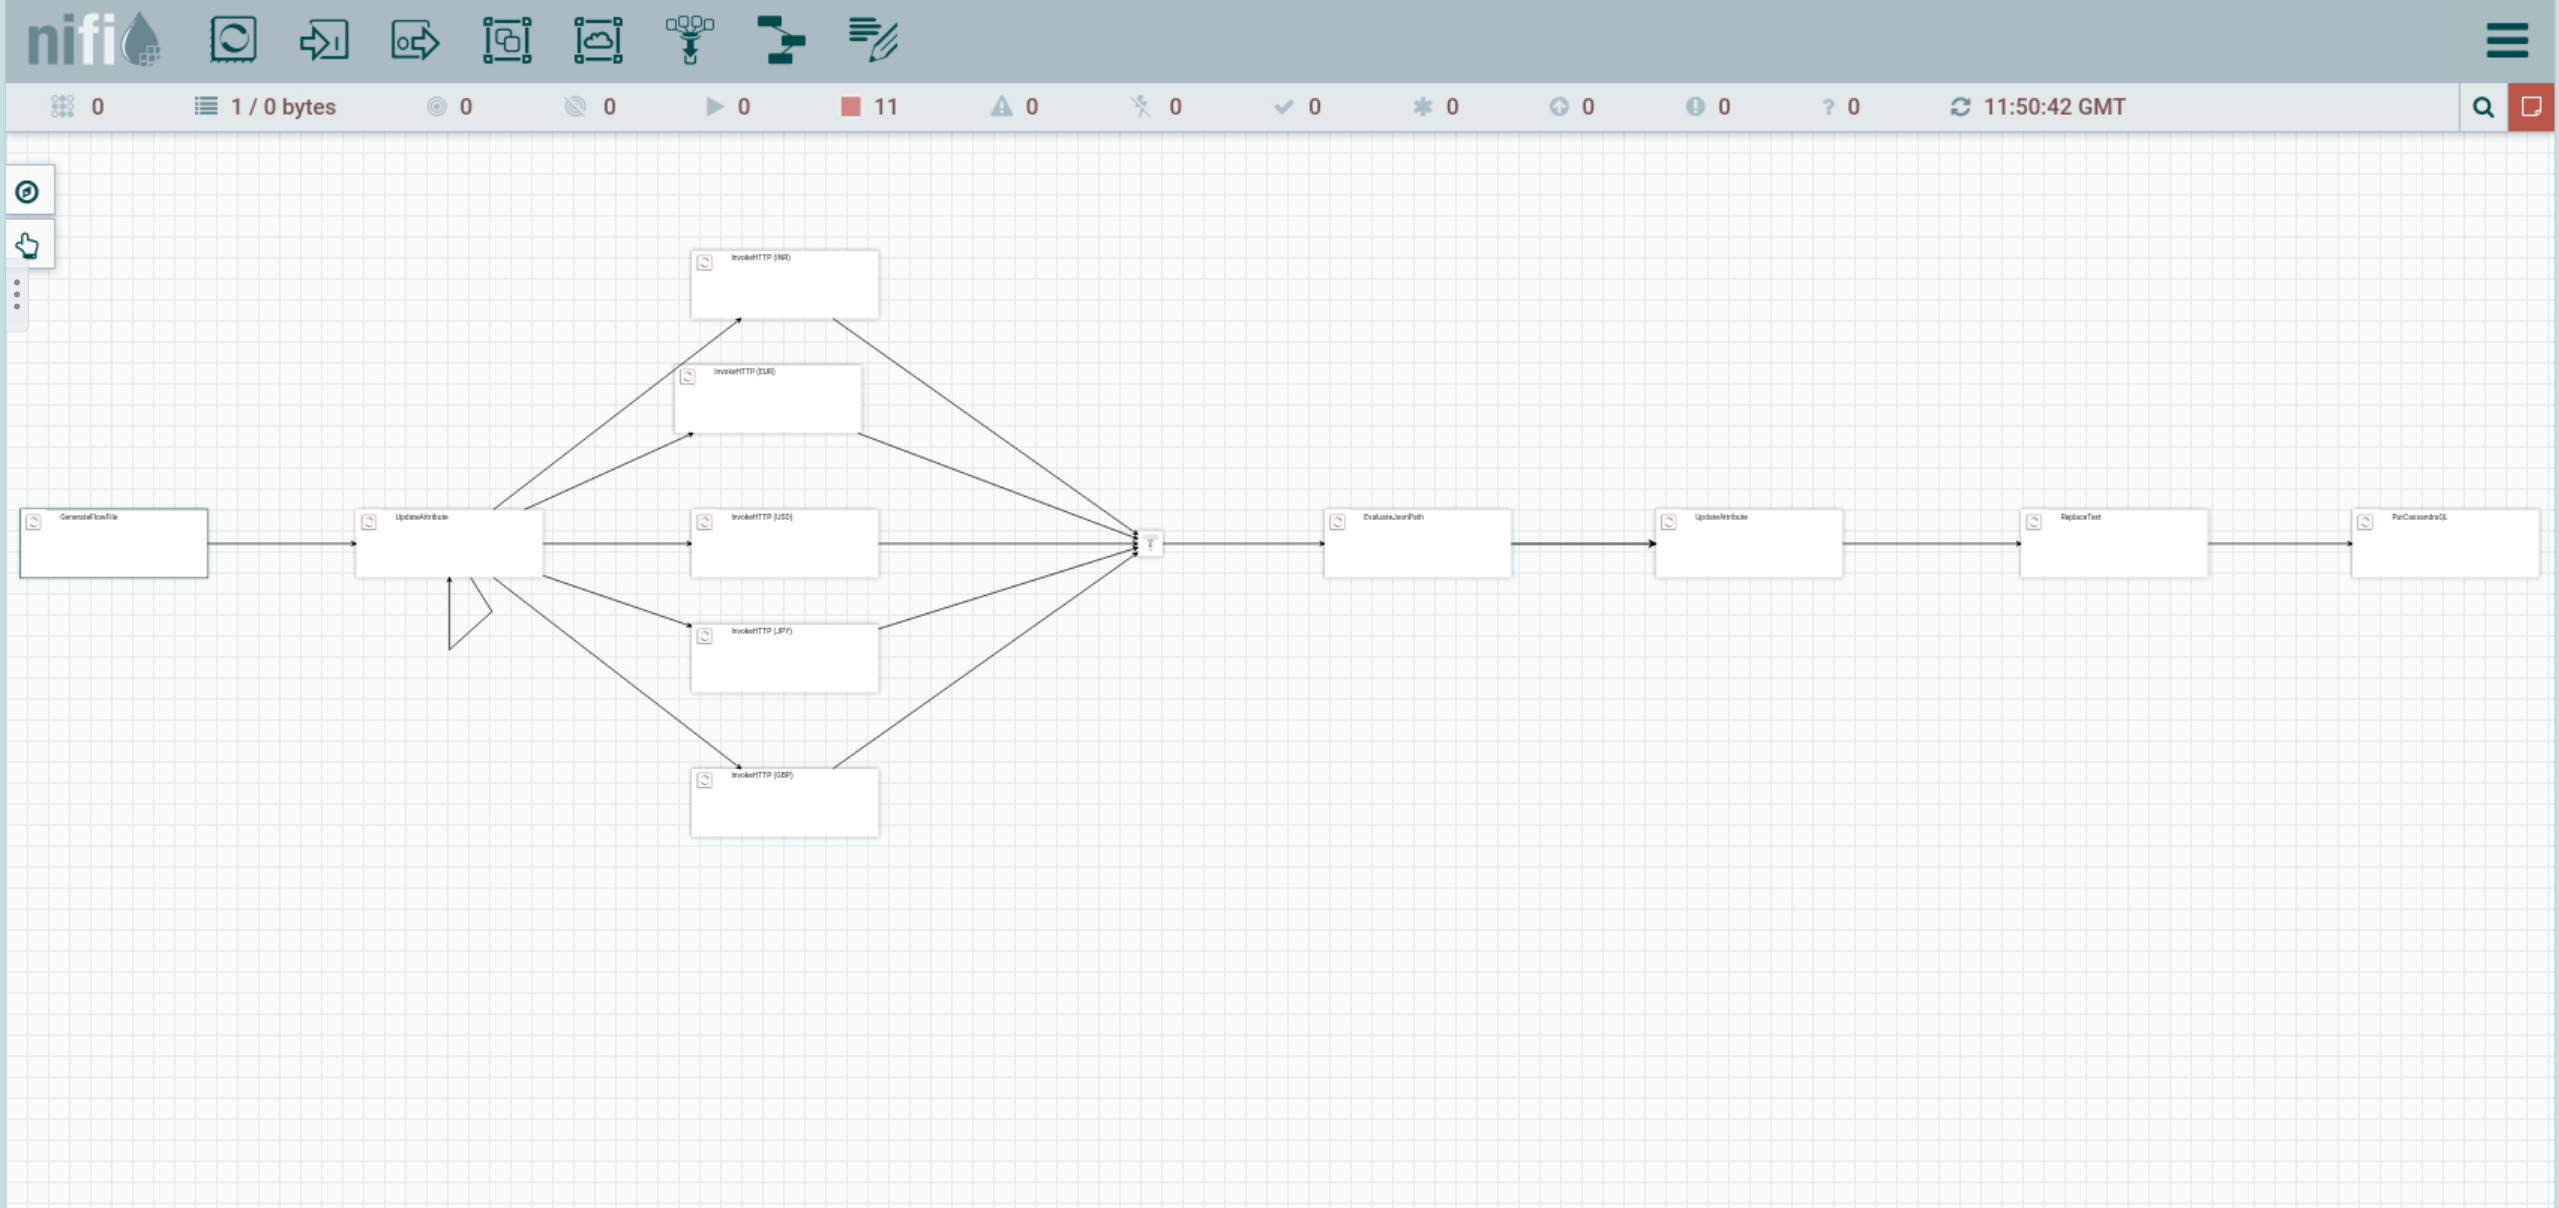 nifi
0 1 / 0 bytes 0 0 0 11 0 0 0 0 0 0 ? 0 11:50:42 GMT
InvokeHTTP (INR)
InvokeHTTP (EUR)
GenerateFlowFile
UpdateAttribute
InvokeHTTP (USD)
EvaluateJsonPath
UpdateAttribute
ReplaceText
PutCassandraQL
InvokeHTTP (JPY)
InvokeHTTP (GBP)